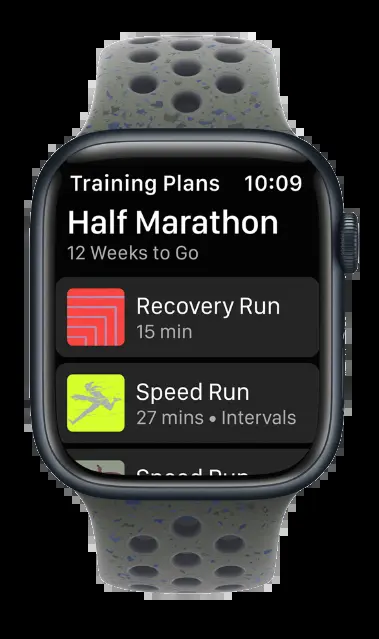 Training Plans 10:09
Half Marathon
12 Weeks to Go
Recovery Run
15 min
Speed Run
27 mins • Intervals
Speed Run